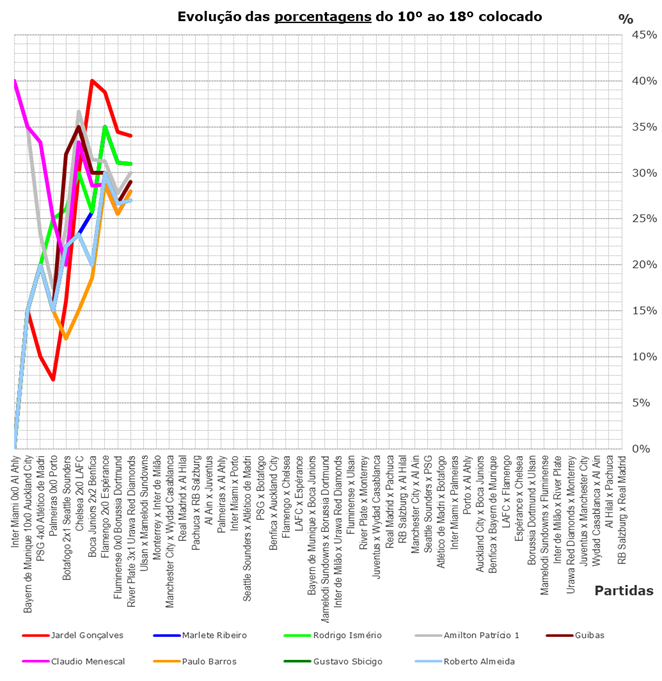 Evolução das porcentagens do 10º ao 18º colocado
%
45%
40%
35%
30%
25%
20%
15%
10%
5%
0%
Inter Miami 0x0 Al Ahly
Bayern de Munique 10x0 Auckland City
PSG 4x0 Atlético de Madri
Palmeiras 0x0 Porto
Botafogo 2x1 Seattle Sounders
Chelsea 2x0 LAFC
Boca Juniors 2x2 Benfica
Flamengo 2x0 Espérance
Fluminense 0x0 Borussia Dortmund
River Plate 3x1 Urawa Red Diamonds
Ulsan x Mamelodi Sundowns
Monterrey x Inter de Milão
Manchester City x Wydad Casablanca
Real Madrid x Al Hilal
Pachuca x RB Salzburg
Al Ain x Juventus
Palmeiras x Al Ahly
Inter Miami x Porto
Seattle Sounders x Atlético de Madri
PSG x Botafogo
Benfica x Auckland City
Flamengo x Chelsea
LAFC x Espérance
Bayern de Munique x Boca Juniors
Mamelodi Sundowns x Borussia Dortmund
Inter de Milão x Urawa Red Diamonds
Fluminense x Ulsan
River Plate x Monterrey
Juventus x Wydad Casablanca
Real Madrid x Pachuca
RB Salzburg x Al Hilal
Manchester City x Al Ain
Seattle Sounders x PSG
Atlético de Madri x Botafogo
Inter Miami x Palmeiras
Porto x Al Ahly
Auckland City x Boca Juniors
Benfica x Bayern de Munique
LAFC x Flamengo
Espérance x Chelsea
Borussia Dortmund x Ulsan
Mamelodi Sundowns x Fluminense
Inter de Milão x River Plate
Urawa Red Diamonds x Monterrey
Juventus x Manchester City
Wydad Casablanca x Al Ain
Al Hilal x Pachuca
RB Salzburg x Real Madrid
Partidas
Jardel Gonçalves
Marlete Ribeiro
Rodrigo Ismério
Amilton Patrício 1
Guibas
Claudio Menescal
Paulo Barros
Gustavo Sbicigo
Roberto Almeida